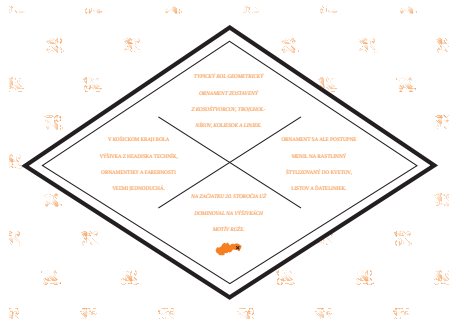 TYPICKÝ BOL GEOMETRICKÝ
ORNAMENT ZOSTAVENÝ
Z KOSOŠTVORCOV, TROJUHOL-
NÍKOV, KOLIESOK A LINIEK.
V KOŠICKOM KRAJI BOLA
VÝŠIVKA Z HĽADISKA TECHNÍK,
ORNAMENTIKY A FAREBNOSTI
VEĽMI JEDNODUCHÁ.
ORNAMENT SA ALE POSTUPNE
MENIL NA RASTLINNÝ
ŠTYLIZOVANÝ DO KVETOV,
LISTOV A ĎATELINIEK.
NA ZAČIATKU 20. STOROČIA UŽ
DOMINOVAL NA VÝŠIVKÁCH
MOTÍV RUŽE.